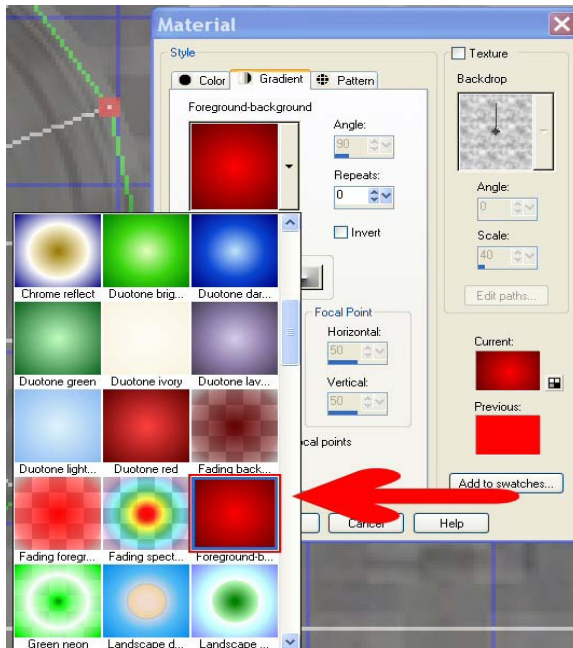 Material
Style
Color Gradient Pattern
Foreground-background
Angle:
90
Repeats:
0
Invert
Texture
Backdrop
Angle:
0
Scale:
40
Edit paths...
Chrome reflect Duotone brig... Duotone dar...
Focal Point
Horizontal:
50
Vertical:
50
Current:
Previous:
Duotone green Duotone ivory Duotone lav...
Duotone light... Duotone red Fading back...
ocal points
Add to swatches...
Cancel Help
Fading foregr... Fading spect... Foreground-b...
Green neon Landscape d... Landscape ...